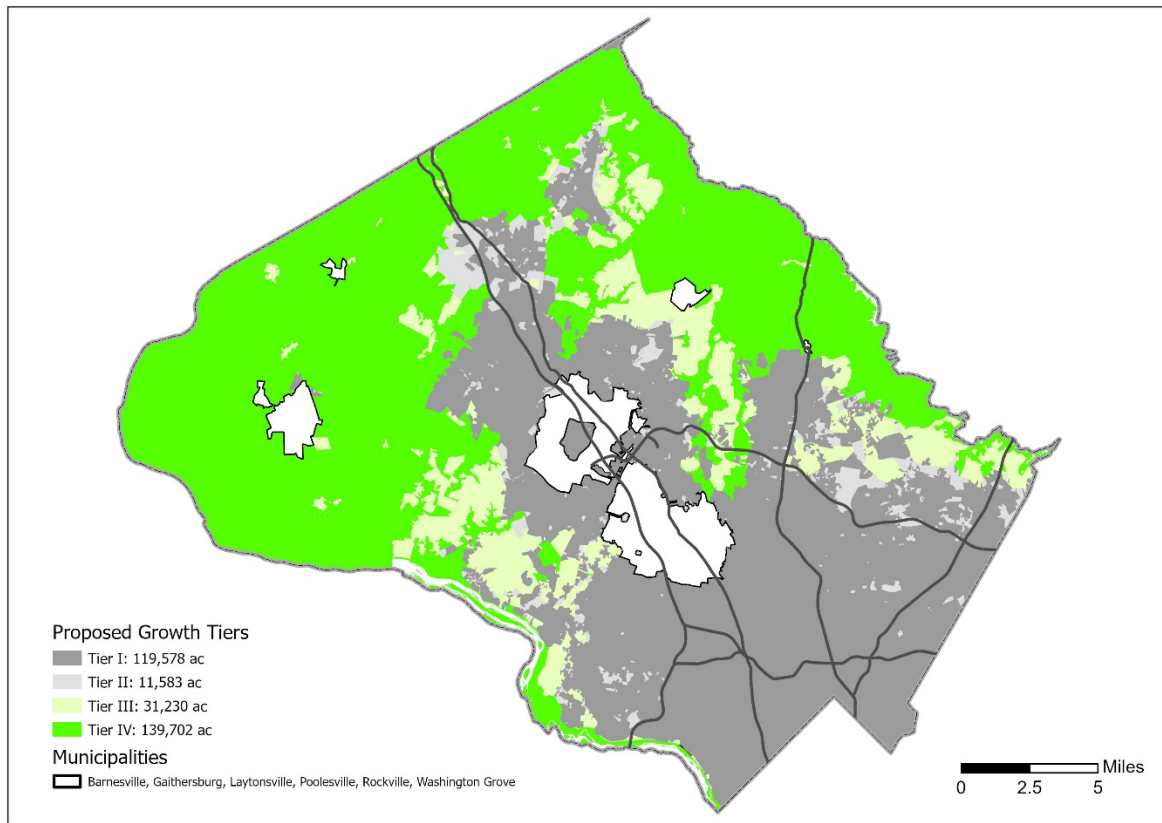 Proposed Growth Tiers
Tier I: 119,578 ac
Tier II: 11,583 ac
Tier III: 31,230 ac
Tier IV: 139,702 ac
Municipalities
Barnesville, Gaithersburg, Laytonsville, Poolesville, Rockville, Washington Grove
Miles
0 2.5 5